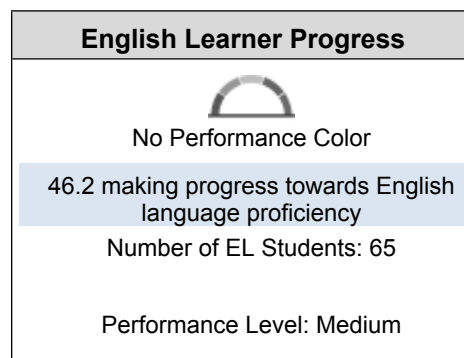 English Learner Progress
No Performance Color
46.2 making progress towards English
language proficiency
Number of EL Students: 65
Performance Level: Medium